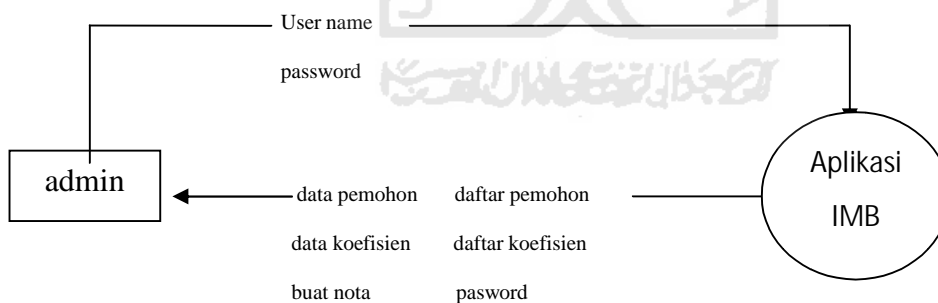 User name
password
admin
Aplikasi
IMB
data pemohon daftar pemohon
data koefisien daftar koefisien
buat nota pasword